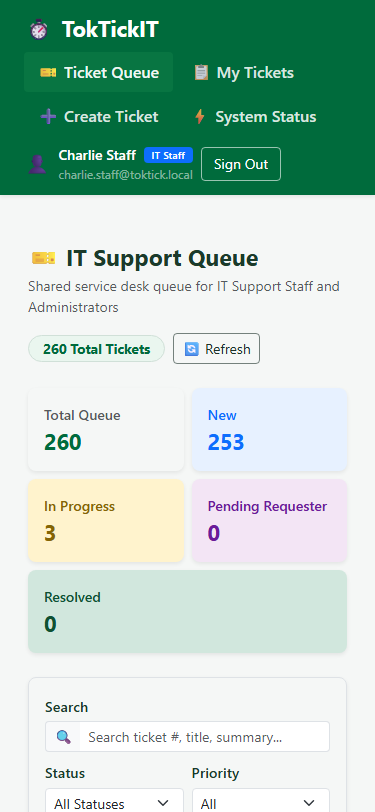 TokTickIT
Ticket Queue
My Tickets
Create Ticket
System Status
Charlie Staff IT Staff
charlie.staff@toktick.local
Sign Out
IT Support Queue
Shared service desk queue for IT Support Staff and
Administrators
260 Total Tickets
Refresh
Total Queue
260
New
253
In Progress
3
Pending Requester
0
Resolved
0
Search
Search ticket #, title, summary...
Status
All Statuses
Priority
All